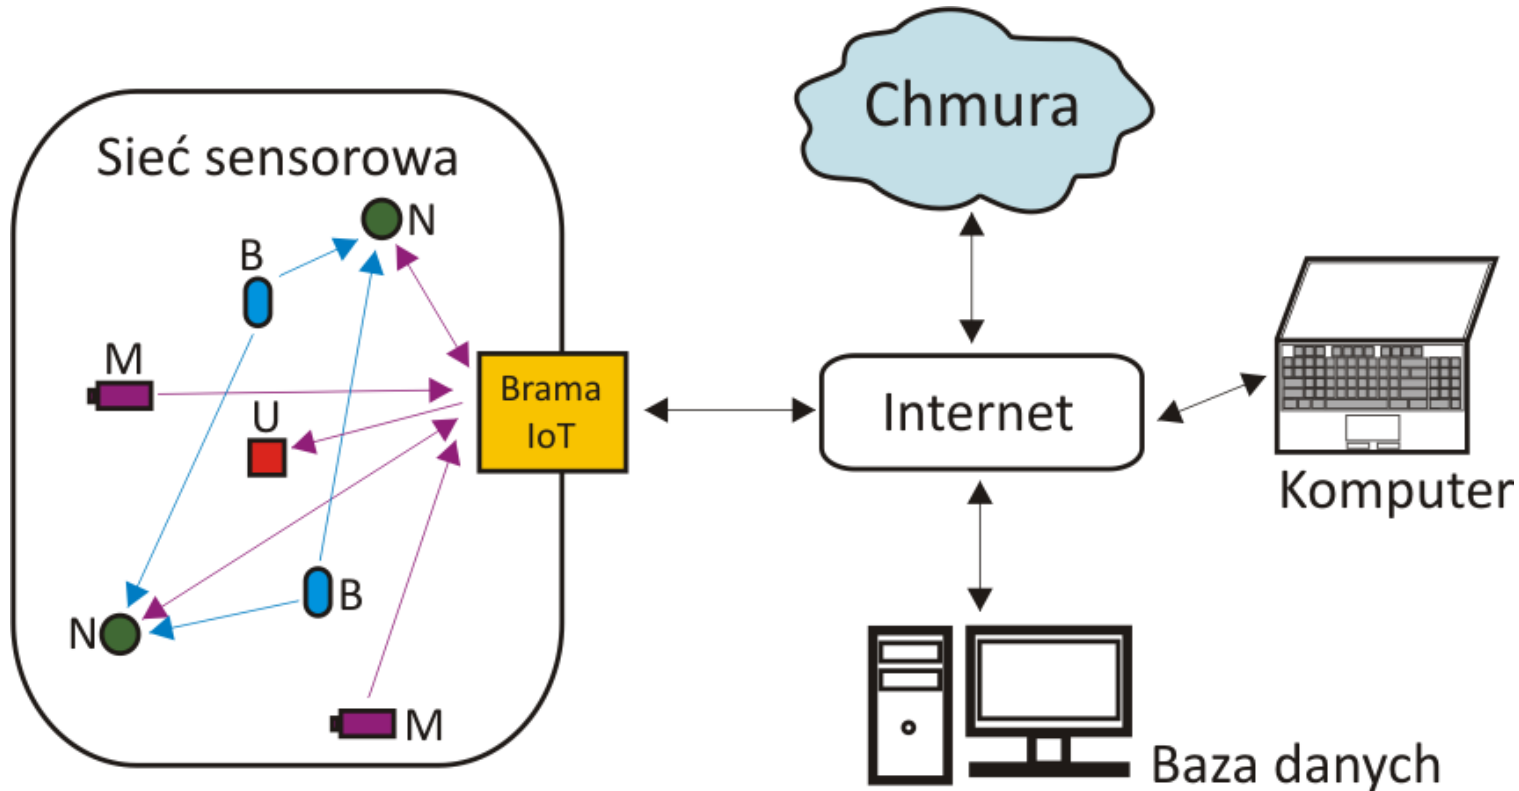 Chmura
Sieć sensorowa
N
B
M
U
Brama
IoT
Internet
Komputer
B
N
M
Baza danych